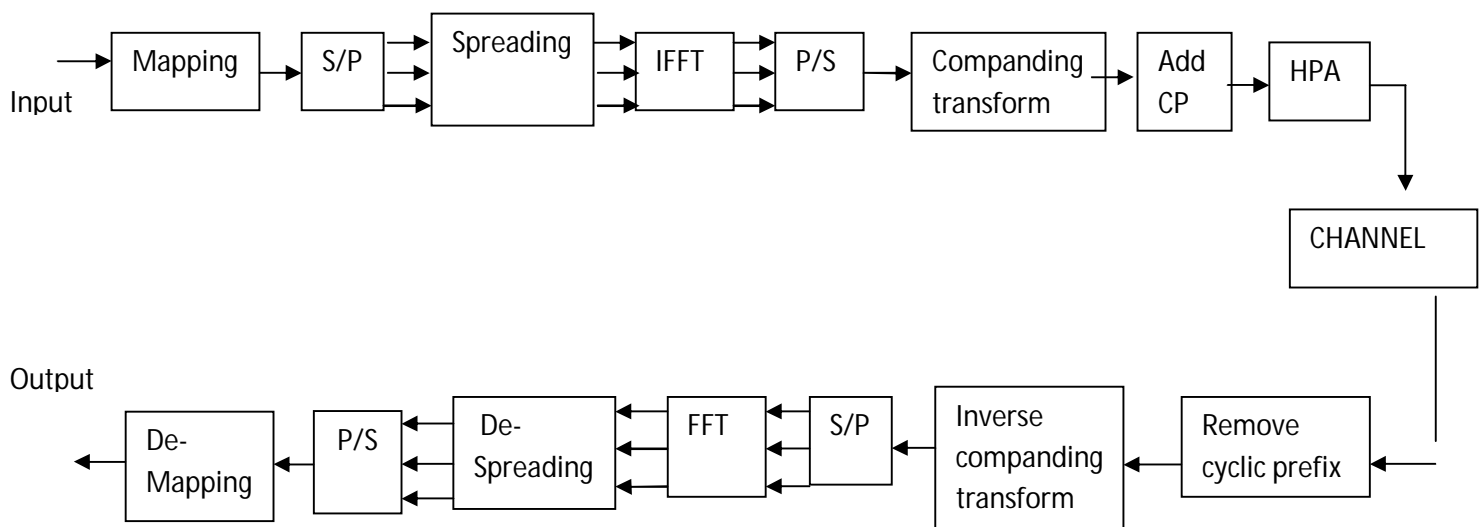 Input
Mapping
S/P
Spreading
IFFT
P/S
Companding
transform
Add
CP
HPA
CHANNEL
Remove
cyclic prefix
Inverse
companding
transform
S/P
FFT
De-
Spreading
P/S
De-
Mapping
Output